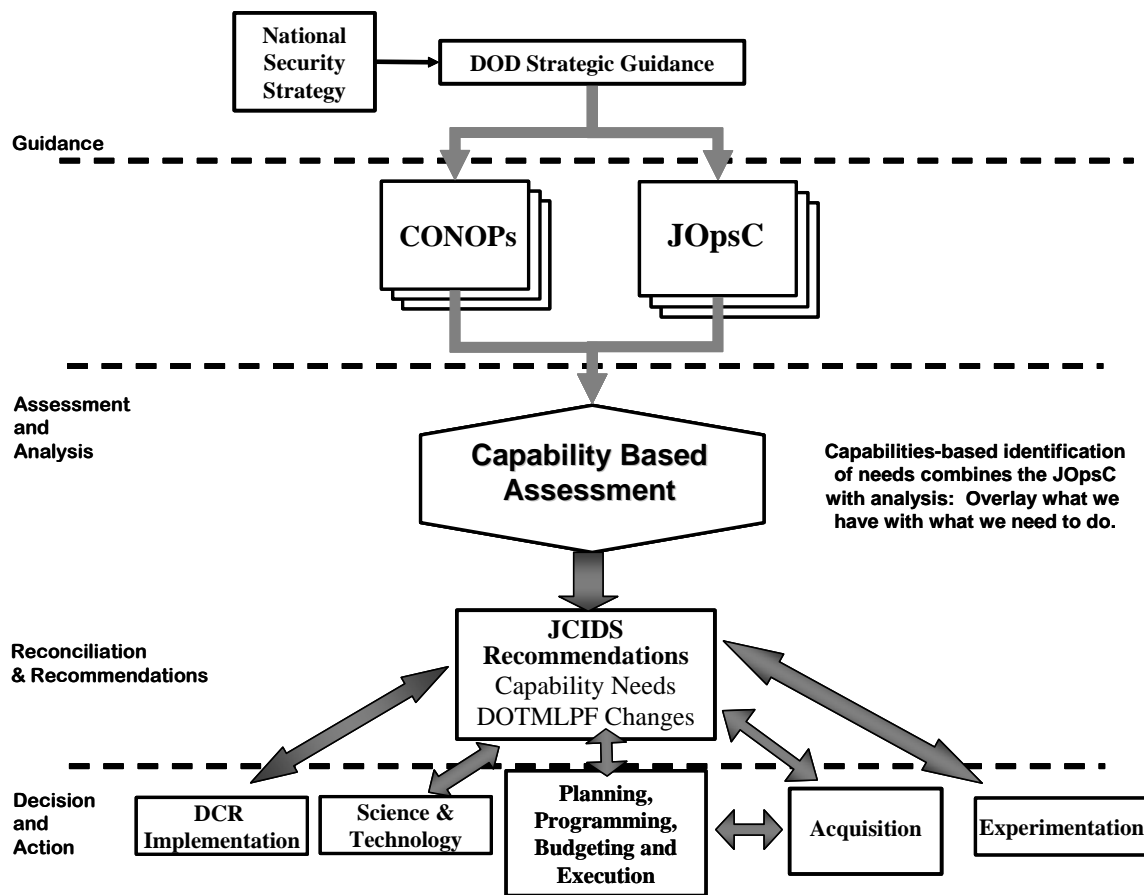 National
Security
Strategy
DOD Strategic Guidance
Guidance
CONOPs
JOpsC
Assessment
and
Analysis
Capability Based
Assessment
Capabilities-based identification
of needs combines the JOpsC
with analysis: Overlay what we
have with what we need to do.
Reconciliation
& Recommendations
JCIDS
Recommendations
Capability Needs
DOTMLPF Changes
Decision
and
Action
DCR
Implementation
Science &
Technology
Planning,
Programming,
Budgeting and
Execution
Acquisition
Experimentation